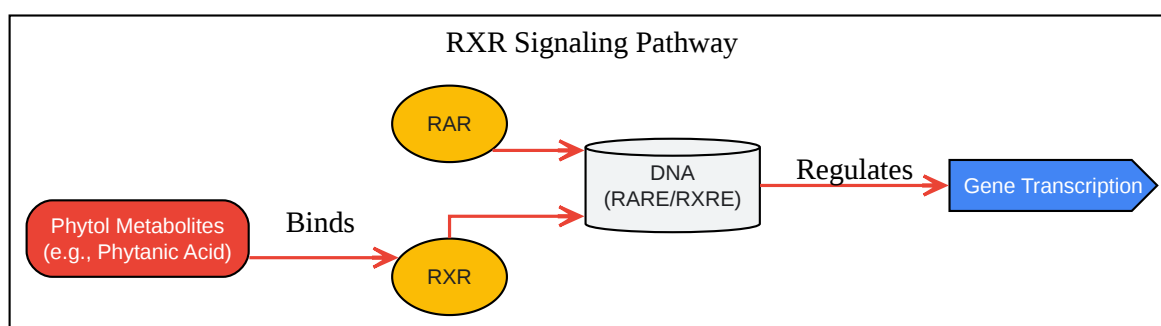 RXR Signaling Pathway
RAR
DNA
(RARE/RXRE)
Regulates
Gene Transcription
Phytol Metabolites
(e.g., Phytanic Acid)
Binds
RXR